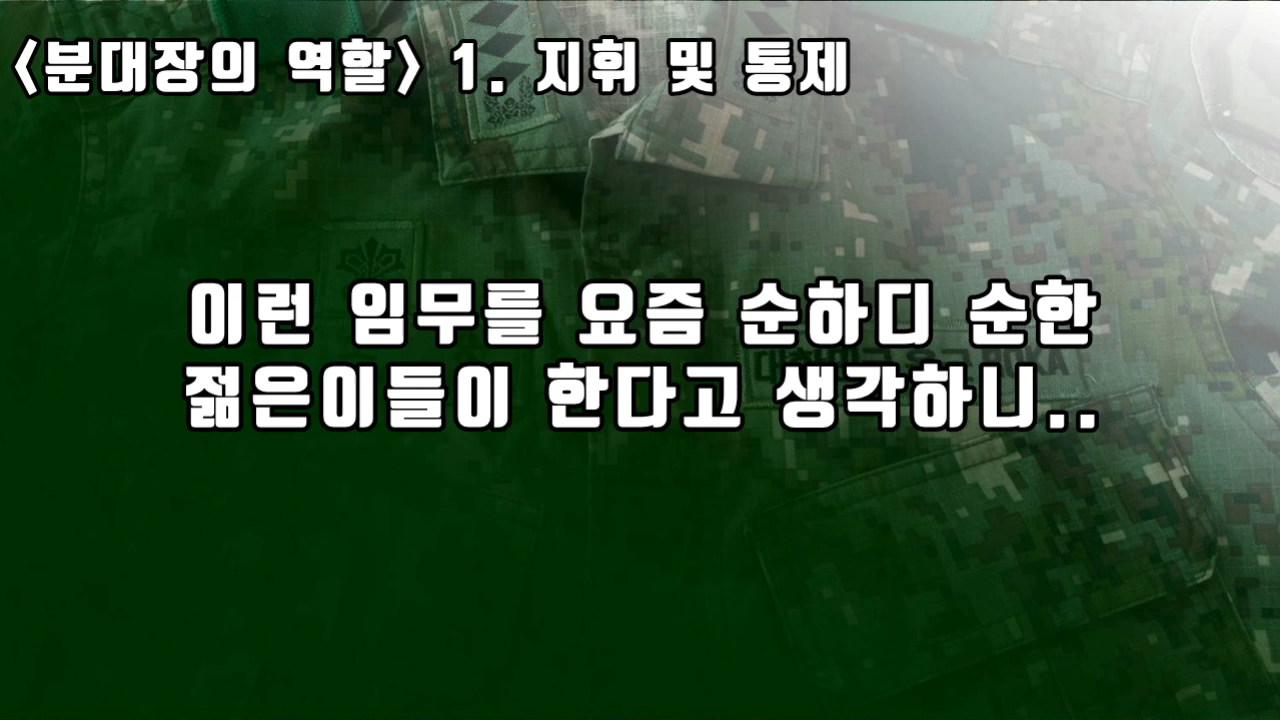 <분대장의 역할> 1. 지휘 및 통제
이런 임무를 요즘 순하디 순한
젊은이들이 한다고 생각하니..